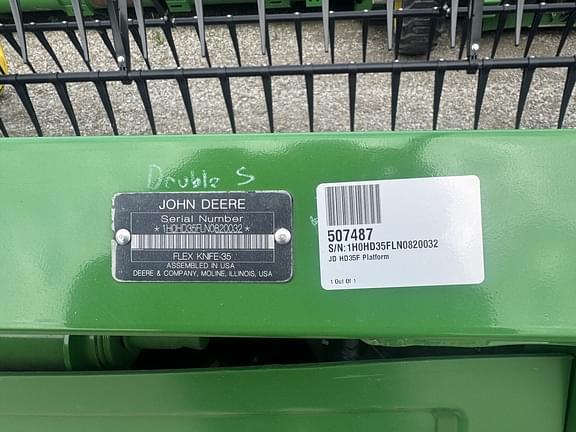 Double S
JOHN DEERE
Serial Number
*1H0HD35FLN0820032*
FLEX KNIFE-35
ASSEMBLED IN USA
DEERE & COMPANY, MOLINE, ILLINOIS, USA
507487
S/N:1H0HD35FLN0820032
JD HD35F Platform
1 Out Of 1